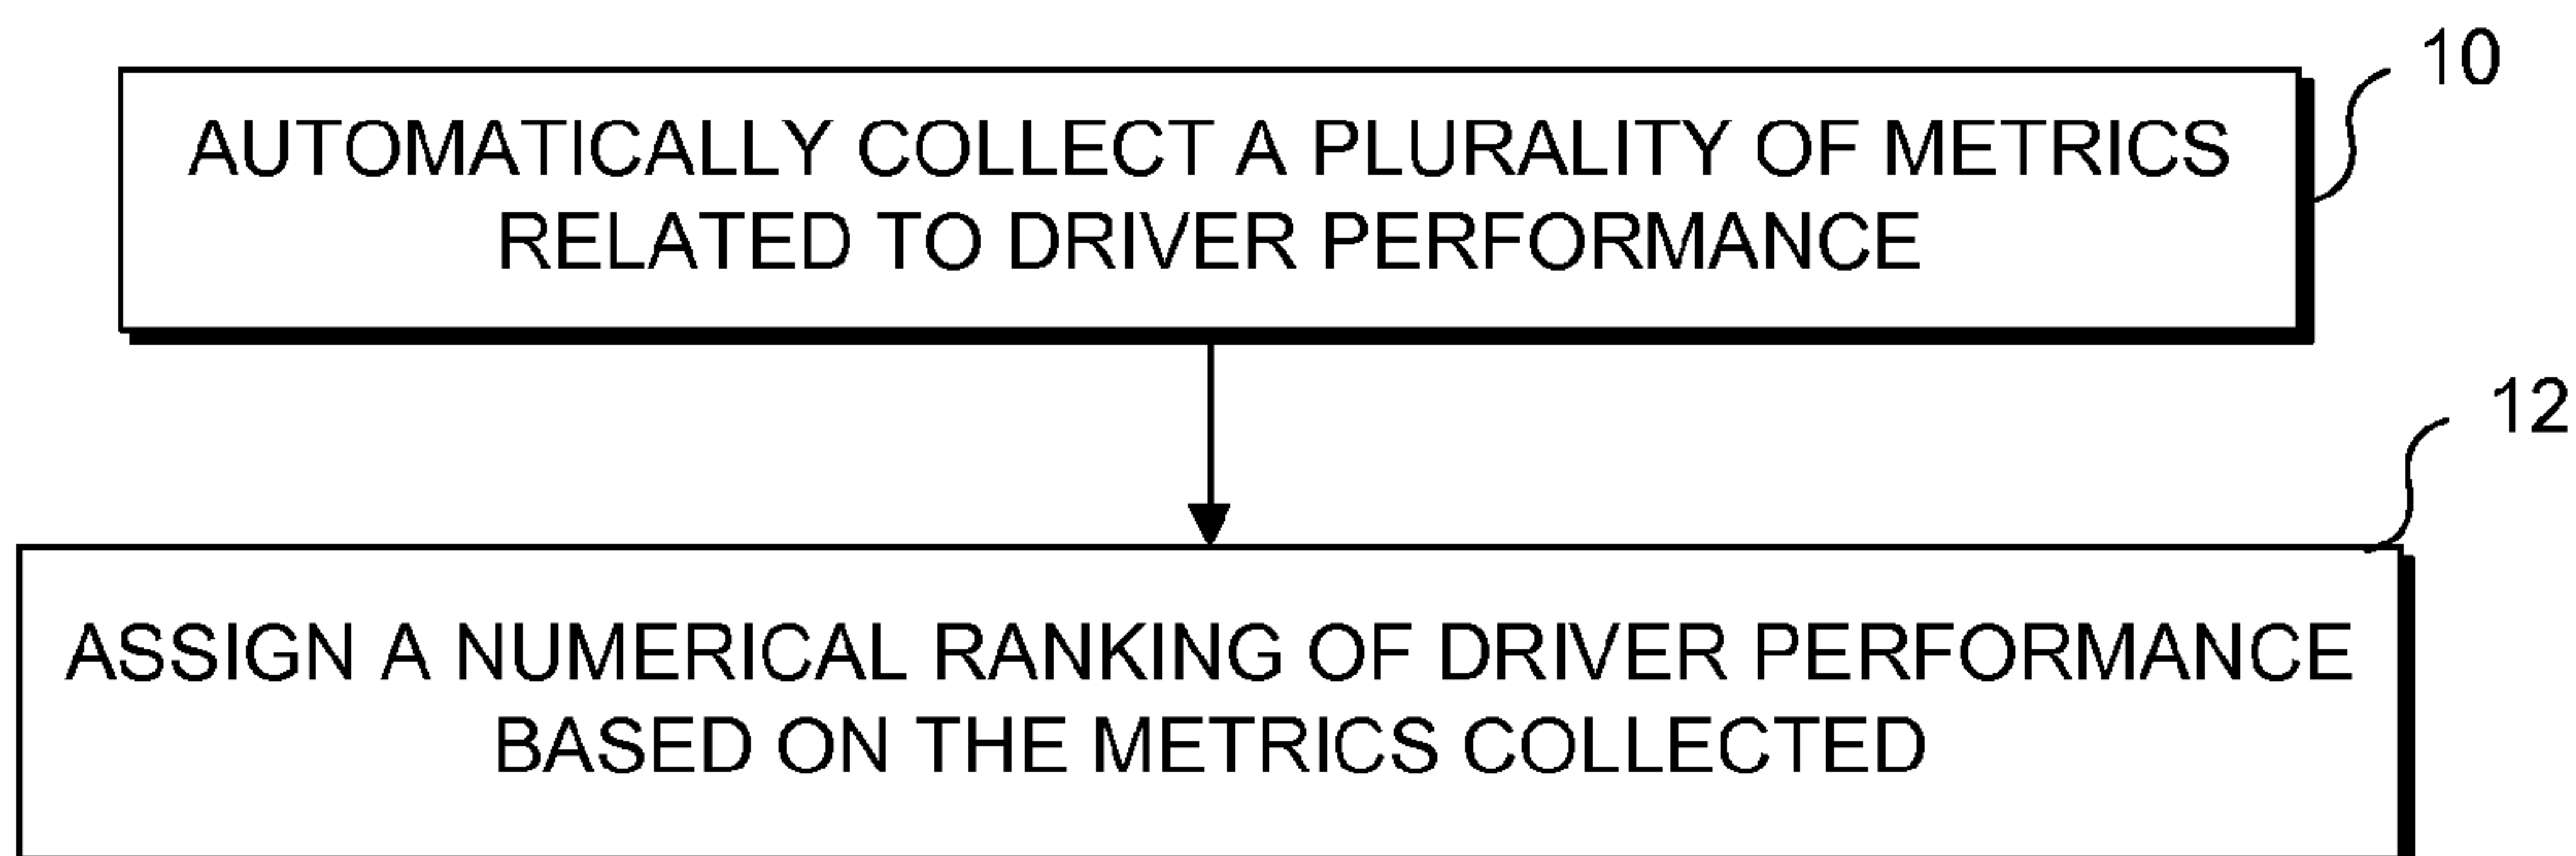 10
AUTOMATICALLY COLLECT A PLURALITY OF METRICS
RELATED TO DRIVER PERFORMANCE
12
ASSIGN A NUMERICAL RANKING OF DRIVER PERFORMANCE
BASED ON THE METRICS COLLECTED